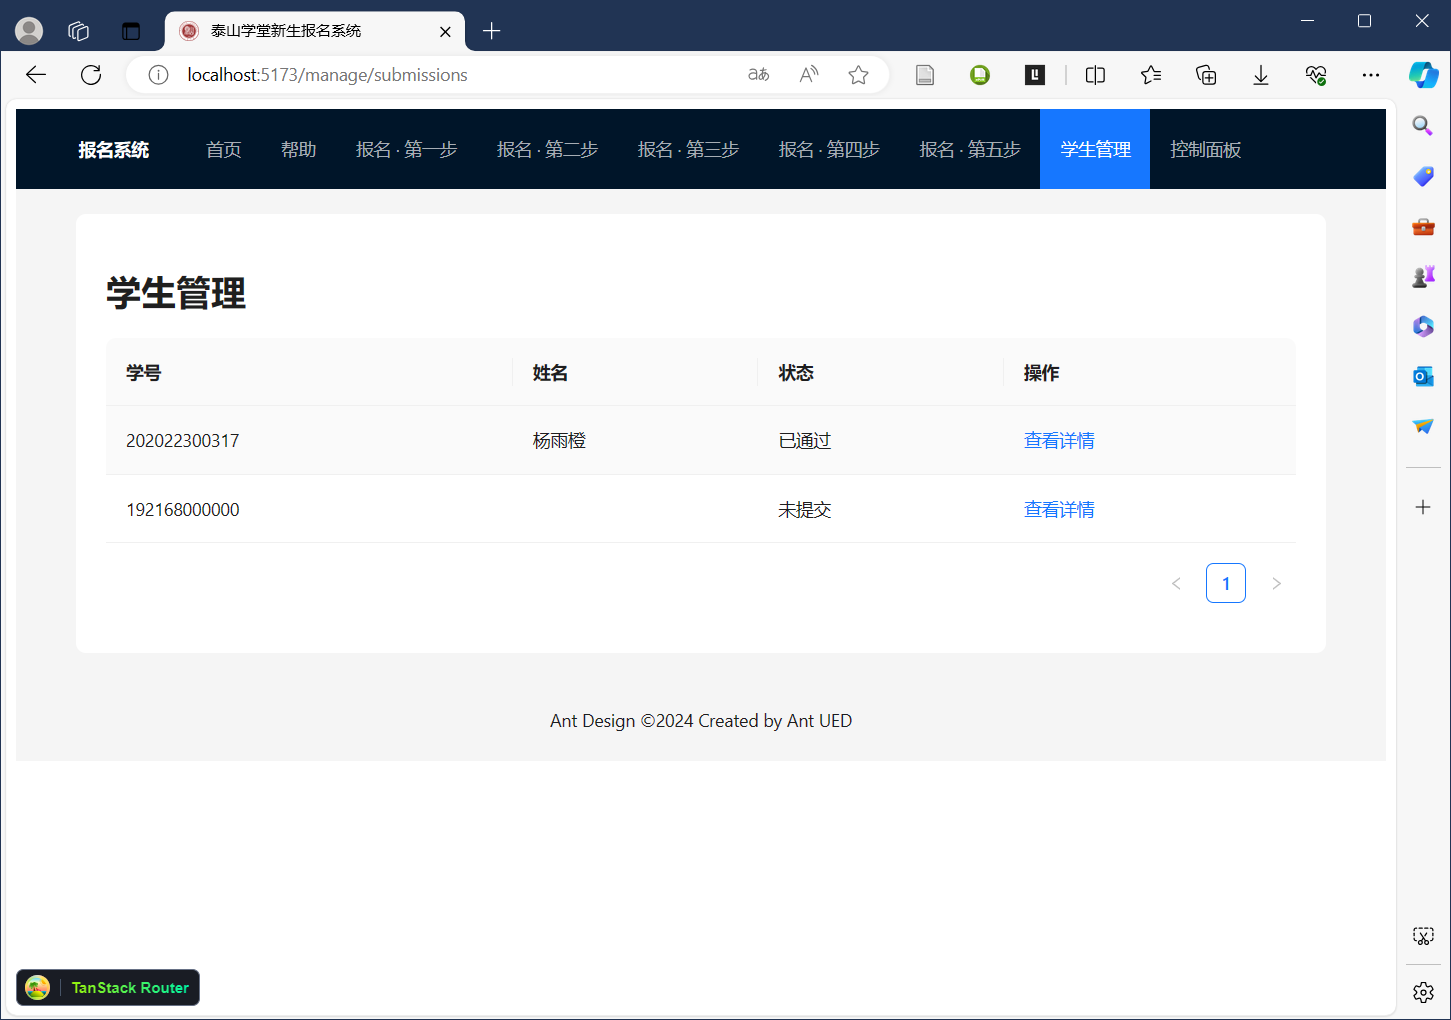 泰山学堂新生报名系统
localhost:5173/manage/submissions
报名系统 首页 帮助 报名 · 第一步 报名 · 第二步 报名 · 第三步 报名 · 第四步 报名 · 第五步 学生管理 控制面板
学生管理
学号 姓名 状态 操作
202022300317 杨雨橙 已通过 查看详情
192168000000 未提交 查看详情
< 1 >
Ant Design ©2024 Created by Ant UED
TanStack Router